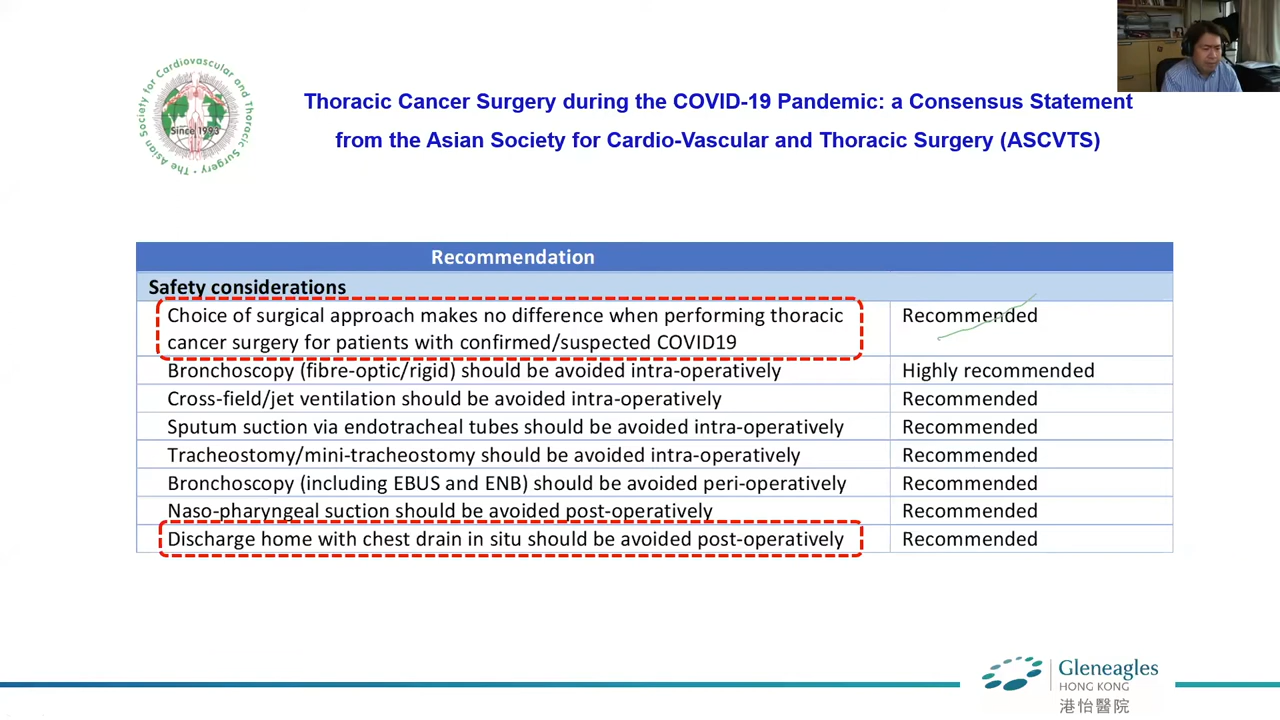 The Asian Society for Cardiovascular and Thoracic Surgery
Since 1993
Thoracic Cancer Surgery during the COVID-19 Pandemic: a Consensus Statement
from the Asian Society for Cardio-Vascular and Thoracic Surgery (ASCVTS)
Recommendation
Safety considerations
Choice of surgical approach makes no difference when performing thoracic
cancer surgery for patients with confirmed/suspected COVID19
Recommended
Bronchoscopy (fibre-optic/rigid) should be avoided intra-operatively
Highly recommended
Cross-field/jet ventilation should be avoided intra-operatively
Recommended
Sputum suction via endotracheal tubes should be avoided intra-operatively
Recommended
Tracheostomy/mini-tracheostomy should be avoided intra-operatively
Recommended
Bronchoscopy (including EBUS and ENB) should be avoided peri-operatively
Recommended
Naso-pharyngeal suction should be avoided post-operatively
Recommended
Discharge home with chest drain in situ should be avoided post-operatively
Recommended
Gleneagles
HONG KONG
港怡醫院